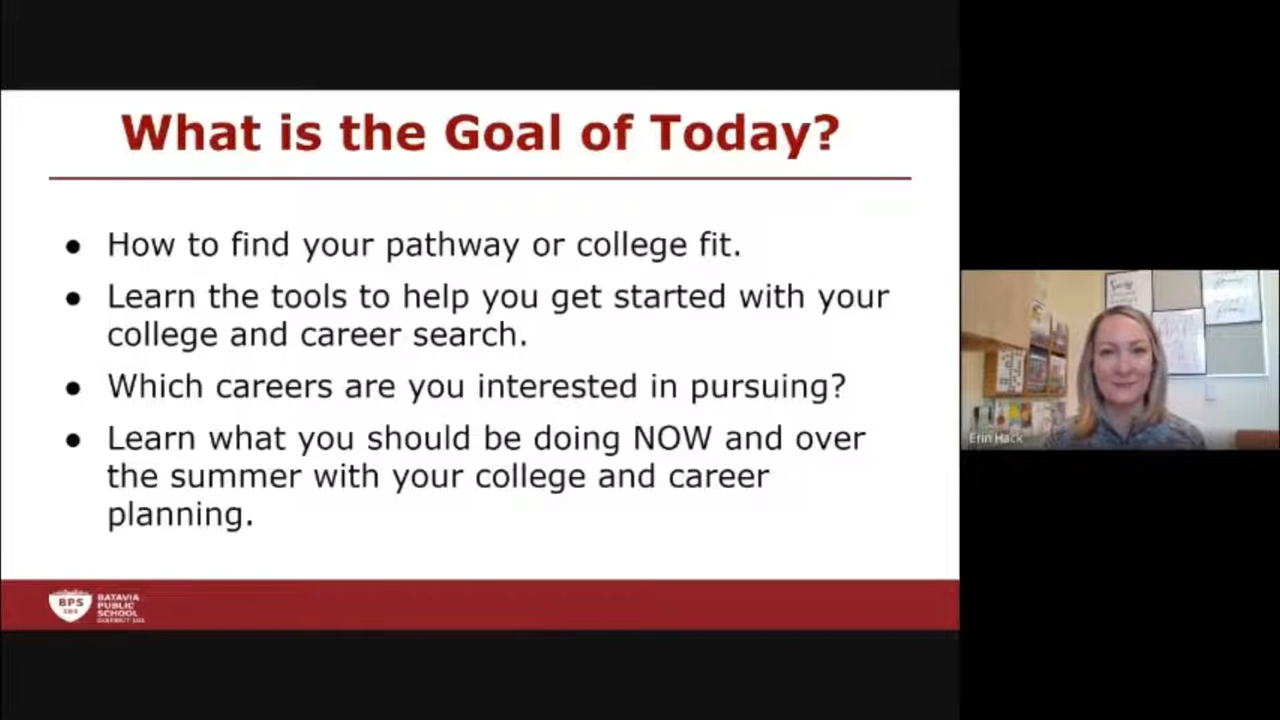 What is the Goal of Today?
● How to find your pathway or college fit.
● Learn the tools to help you get started with your
college and career search.
● Which careers are you interested in pursuing?
● Learn what you should be doing NOW and over
the summer with your college and career
planning.
Erin Hack
BPS
101
BATAVIA
PUBLIC
SCHOOL
DISTRICT 101